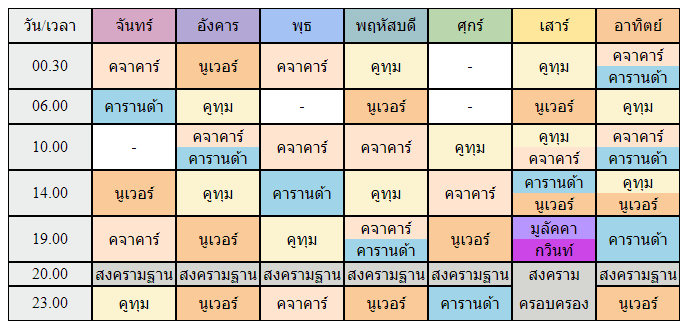 วัน/เวลา จันทร์ อังคาร พุธ พฤหัสบดี ศุกร์ เสาร์ อาทิตย์
00.30 คจาคาร์ นูเวอร์ คจาคาร์ คูทุม - คูทุม คจาคาร์
คารานด้า
06.00 คารานด้า คูทุม - นูเวอร์ - นูเวอร์ คูทุม
10.00 - คจาคาร์ คจาคาร์ คจาคาร์ คูทุม คูทุม คจาคาร์
คารานด้า คจาคาร์ คารานด้า
14.00 นูเวอร์ คูทุม คารานด้า คูทุม คจาคาร์ คารานด้า คูทุม
นูเวอร์ นูเวอร์
19.00 คจาคาร์ นูเวอร์ คูทุม คจาคาร์ นูเวอร์ มูลัคคา คารานด้า
คารานด้า กวินท์
20.00 สงครามฐาน สงครามฐาน สงครามฐาน สงครามฐาน สงครามฐาน สงคราม สงครามฐาน
23.00 คูทุม นูเวอร์ คจาคาร์ นูเวอร์ คารานด้า ครอบครอง นูเวอร์